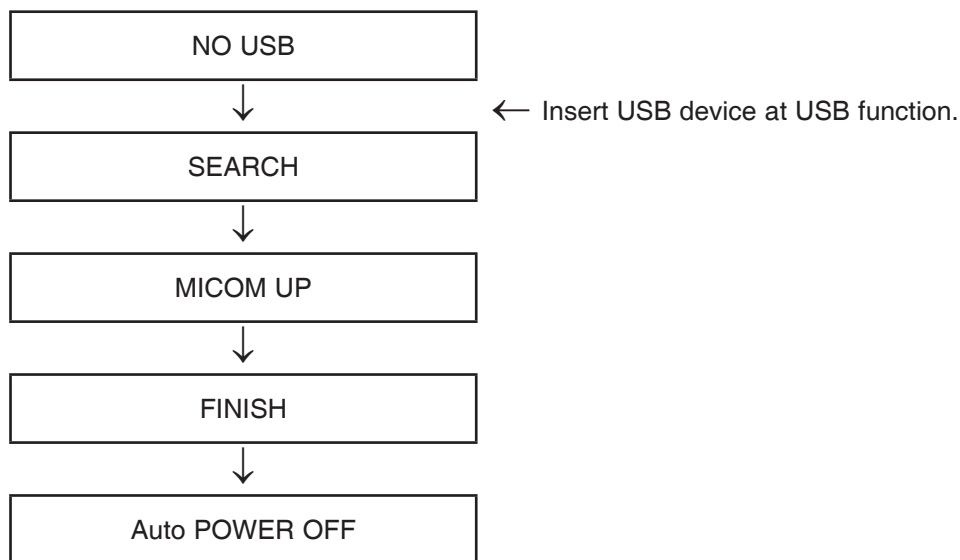 NO USB
← Insert USB device at USB function.
SEARCH
MICOM UP
FINISH
Auto POWER OFF